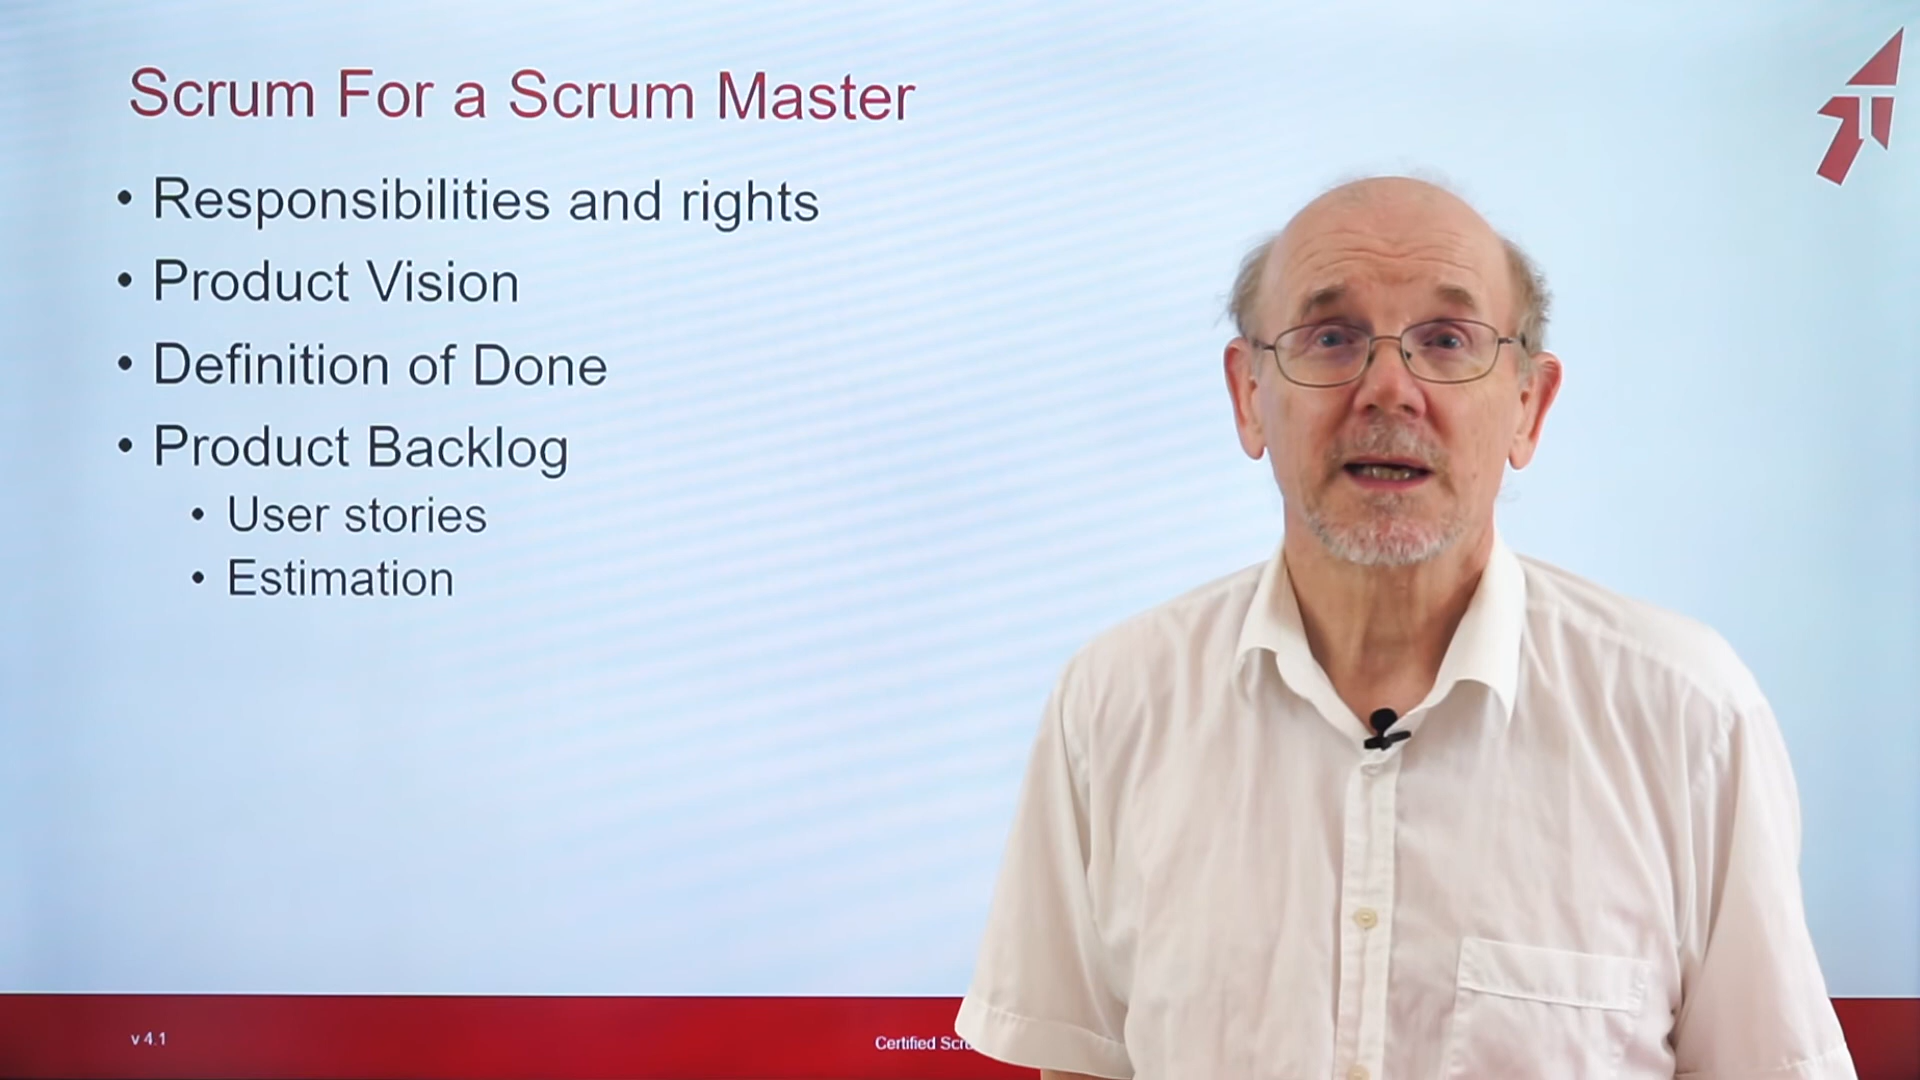 Scrum For a Scrum Master
• Responsibilities and rights
• Product Vision
• Definition of Done
• Product Backlog
• User stories
• Estimation
v 4.1
Certified